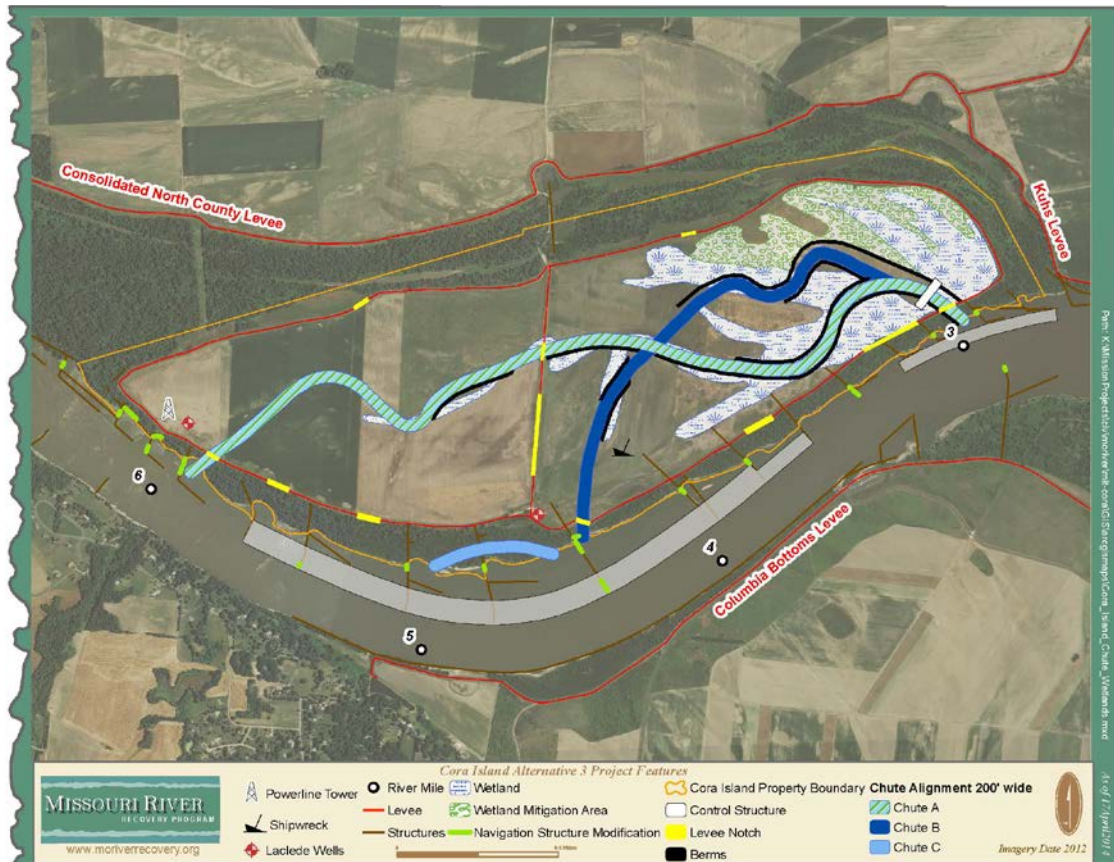 Consolidated North County Levee
Kuhs Levee
3
6
4
Columbia Bottoms Levee
5
Cora Island Alternative 3 Project Features
MISSOURI RIVER
RECOVERY PROGRAM
www.moriverrecovery.org
Powerline Tower
Shipwreck
Laclede Wells
River Mile
Levee
Structures
Wetland
Wetland Mitigation Area
Navigation Structure Modification
Cora Island Property Boundary
Control Structure
Levee Notch
Berms
Chute Alignment 200' wide
Chute A
Chute B
Chute C
Imagery Date 2012